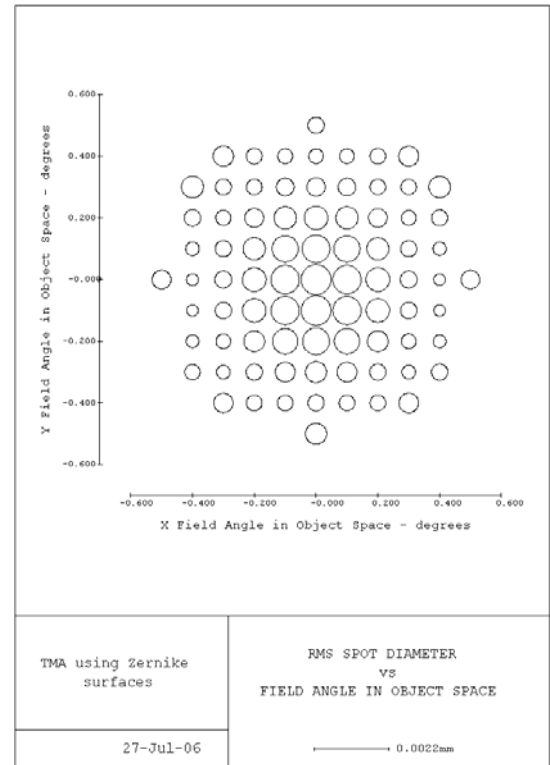 0.600
0.400
0.200
-0.000
-0.200
-0.400
-0.600
Y Field Angle in Object Space - degrees
-0.600 -0.400 -0.200 -0.000 0.200 0.400 0.600
X Field Angle in Object Space - degrees
TMA using Zernike
surfaces
27-Jul-06
RMS SPOT DIAMETER
vs
FIELD ANGLE IN OBJECT SPACE
0.0022mm